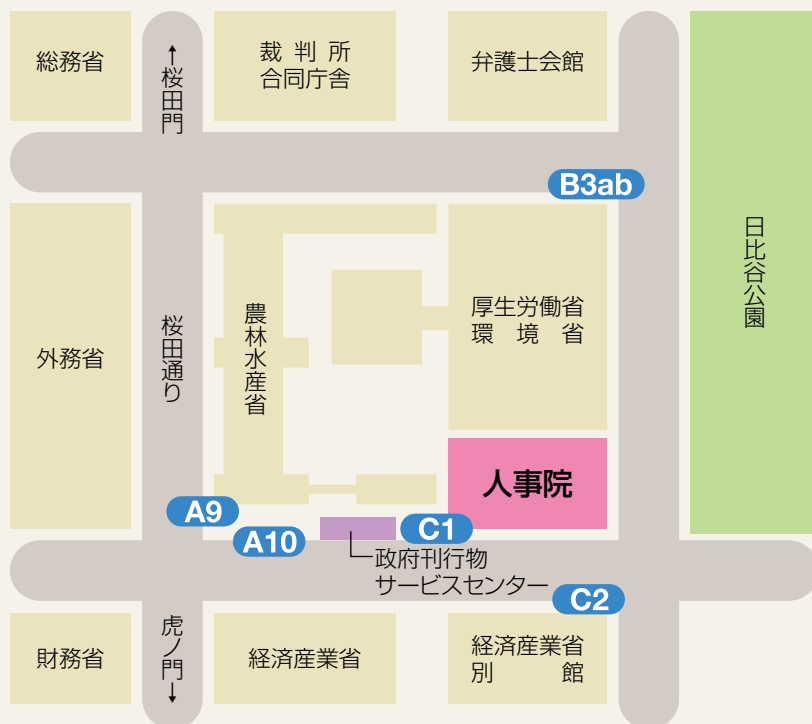 総務省
↑桜田門
裁判所
合同庁舎
弁護士会館
B3ab
日比谷公園
外務省
桜田通り
農林水産省
厚生労働省
環境省
人事院
A9
A10
C1
政府刊行物
サービスセンター
C2
財務省
虎ノ門↓
経済産業省
経済産業省
別館